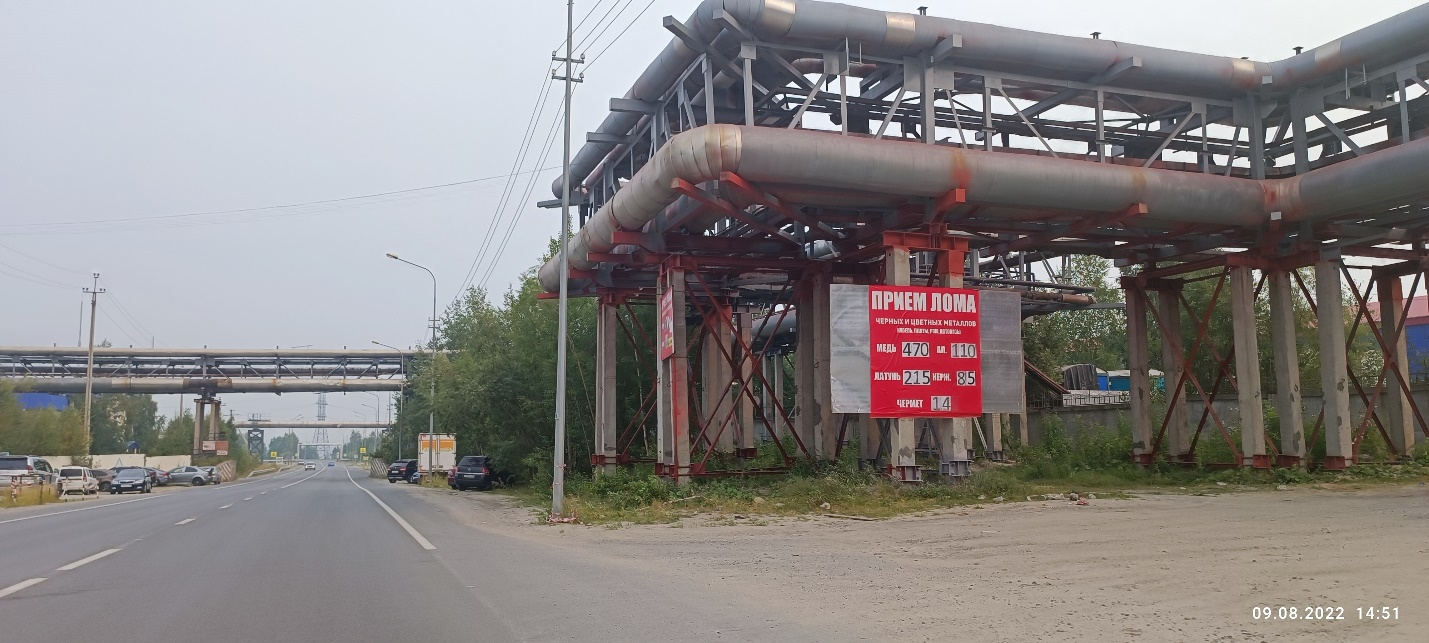 ПРИЕМ ЛОМА
ЧЕРНЫХ И ЦВЕТНЫХ МЕТАЛЛОВ
МЕДЬ 470 АЛ. 110
ЛАТУНЬ 215 НЕРЖ. 85
ЧЕРМЕТ 14
09.08.2022 14:51